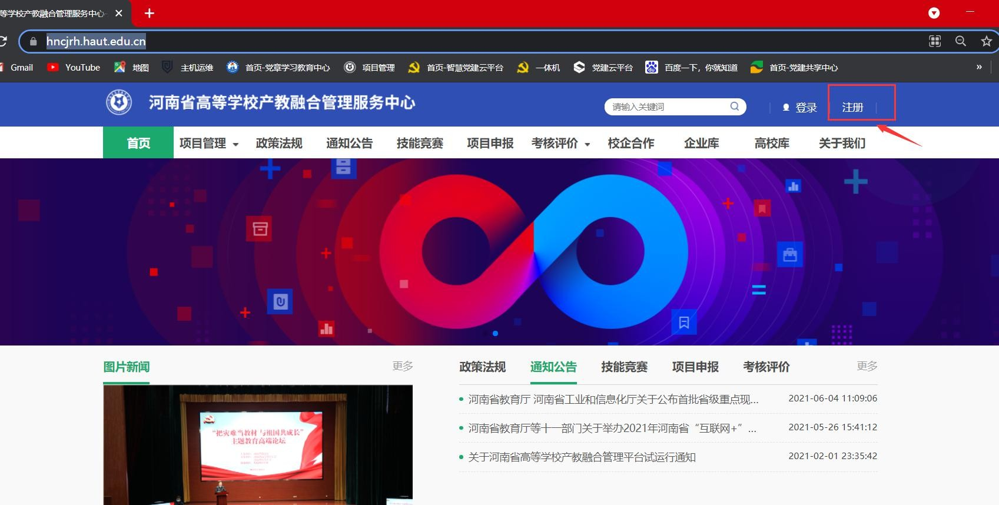 等学校产教融合管理服务中心
hncjrh.haut.edu.cn
Gmail YouTube 地图 主机运维 首页-党章学习教育中心 项目管理 首页-智慧党建云平台 一体机 党建云平台 百度一下，你就知道 首页-党建共享中心 »
河南省高等学校产教融合管理服务中心
请输入关键词 登录 注册
首页 项目管理 政策法规 通知公告 技能竞赛 项目申报 考核评价 校企合作 企业库 高校库 关于我们
图片新闻 更多
政策法规 通知公告 技能竞赛 项目申报 考核评价 更多
河南省教育厅 河南省工业和信息化厅关于公布首批省级重点现... 2021-06-04 11:09:06
河南省教育厅等十一部门关于举办2021年河南省“互联网+” ... 2021-05-26 15:41:12
关于河南省高等学校产教融合管理平台试运行通知 2021-02-01 23:35:42
“把灾难当教材 与祖国共成长”
主题教育高端论坛